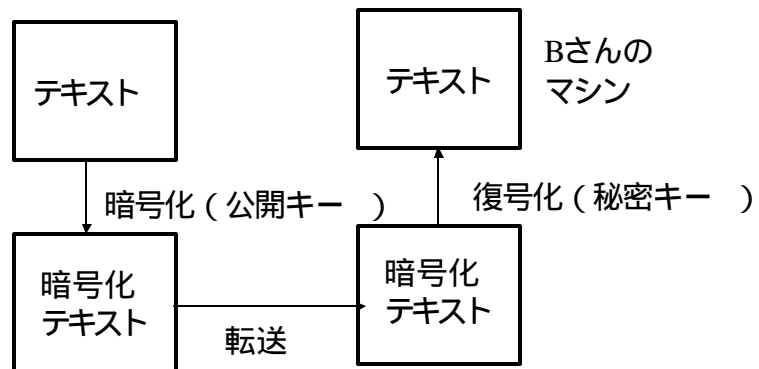 テキスト
テキスト
Bさんの
マシン
暗号化(公開キー )
復号化(秘密キー )
暗号化
テキスト
転送
暗号化
テキスト